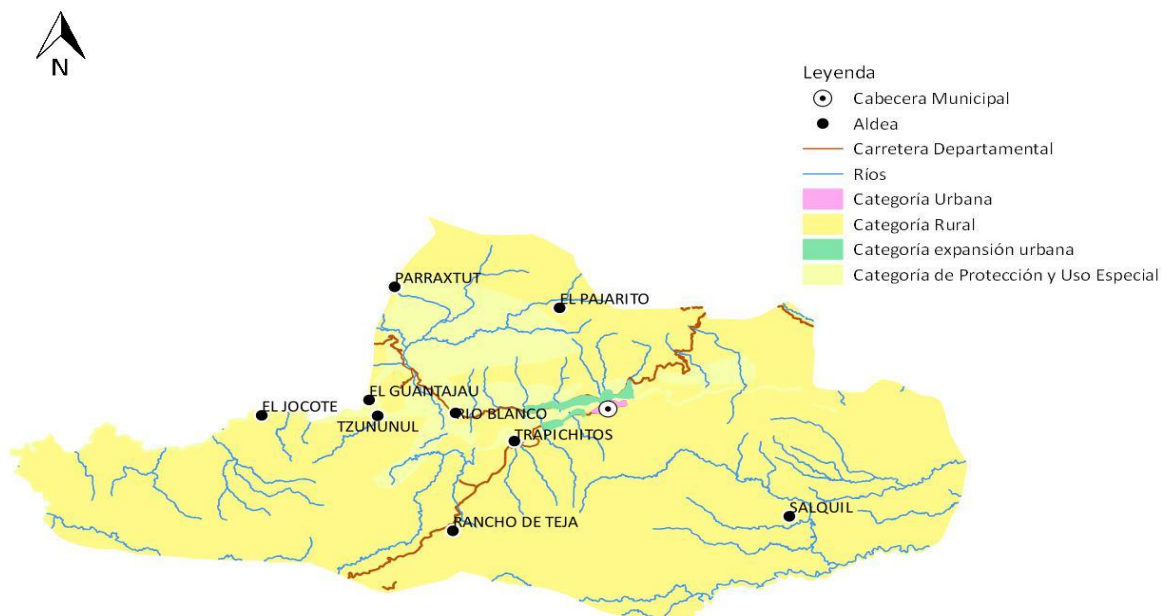 N
Leyenda
Cabecera Municipal
Aldea
Carretera Departamental
Ríos
Categoría Urbana
Categoría Rural
Categoría expansión urbana
Categoría de Protección y Uso Especial
PARRAXTUT
EL PAJARITO
EL GUANTAJAU
EL JOCOTE
RIO BLANCO
TZUNUNUL
TRAPICHITOS
SALQUIL
RANCHO DE TEJA